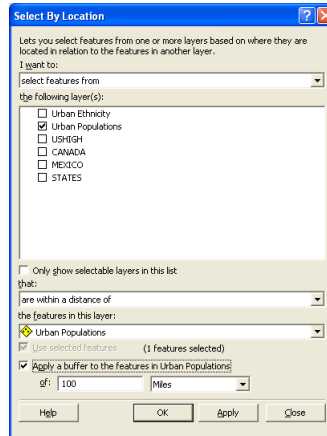 Select By Location
Lets you select features from one or more layers based on where they are
located in relation to the features in another layer.
I want to:
select features from
the following layer(s):
Urban Ethnicity
Urban Populations
USHIGH
CANADA
MEXICO
STATES
Only show selectable layers in this list
that:
are within a distance of
the features in this layer:
Urban Populations
Use selected features (1 features selected)
Apply a buffer to the features in Urban Populations
of: 100 Miles
Help OK Apply Close